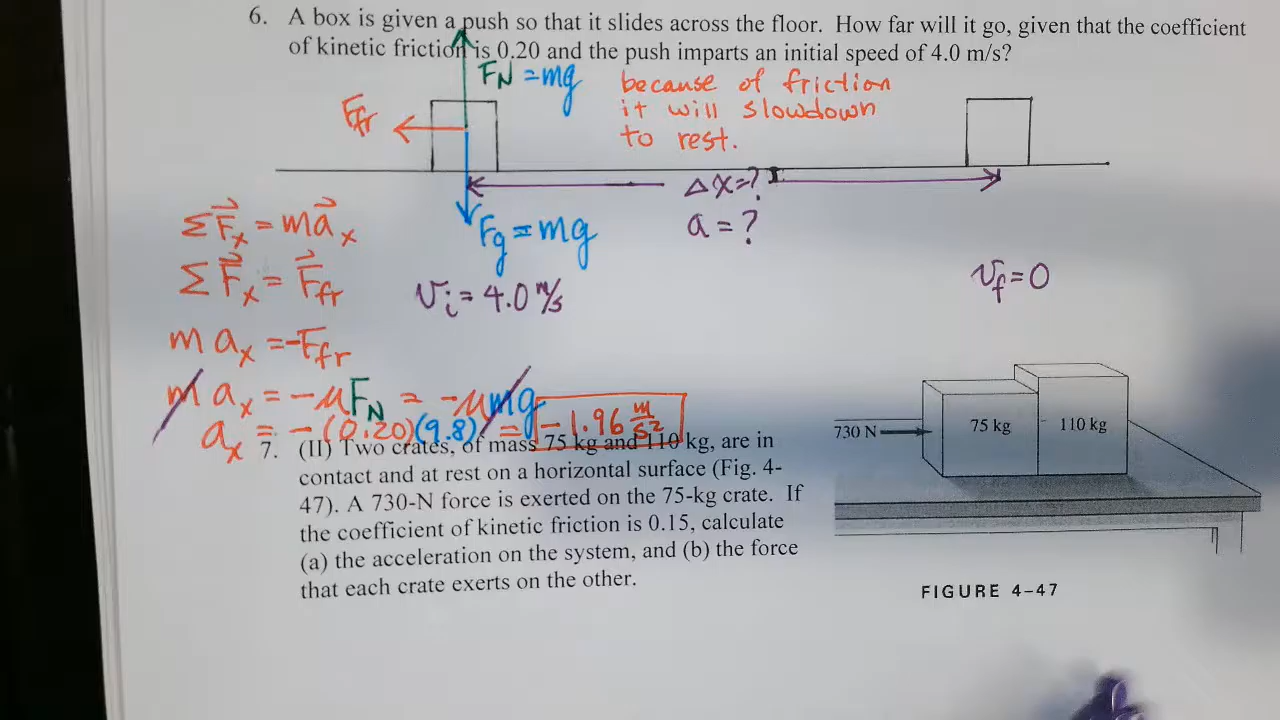 6. A box is given a push so that it slides across the floor. How far will it go, given that the coefficient
of kinetic friction is 0.20 and the push imparts an initial speed of 4.0 m/s?
FN = mg
because of friction
it will slowdown
to rest.
Ffr
Δx=?
a = ?
Fg = mg
ΣF⃗x = ma⃗x
ΣF⃗x = F⃗fr
vi = 4.0 m/s
vf = 0
m ax = -Ffr
m ax = -μFN = -μmg
ax = -(0.20)(9.8) = -1.96 m/s²
7. (II) Two crates, of mass 75 kg and 110 kg, are in
contact and at rest on a horizontal surface (Fig. 4-
47). A 730-N force is exerted on the 75-kg crate. If
the coefficient of kinetic friction is 0.15, calculate
(a) the acceleration on the system, and (b) the force
that each crate exerts on the other.
730 N
75 kg
110 kg
FIGURE 4-47